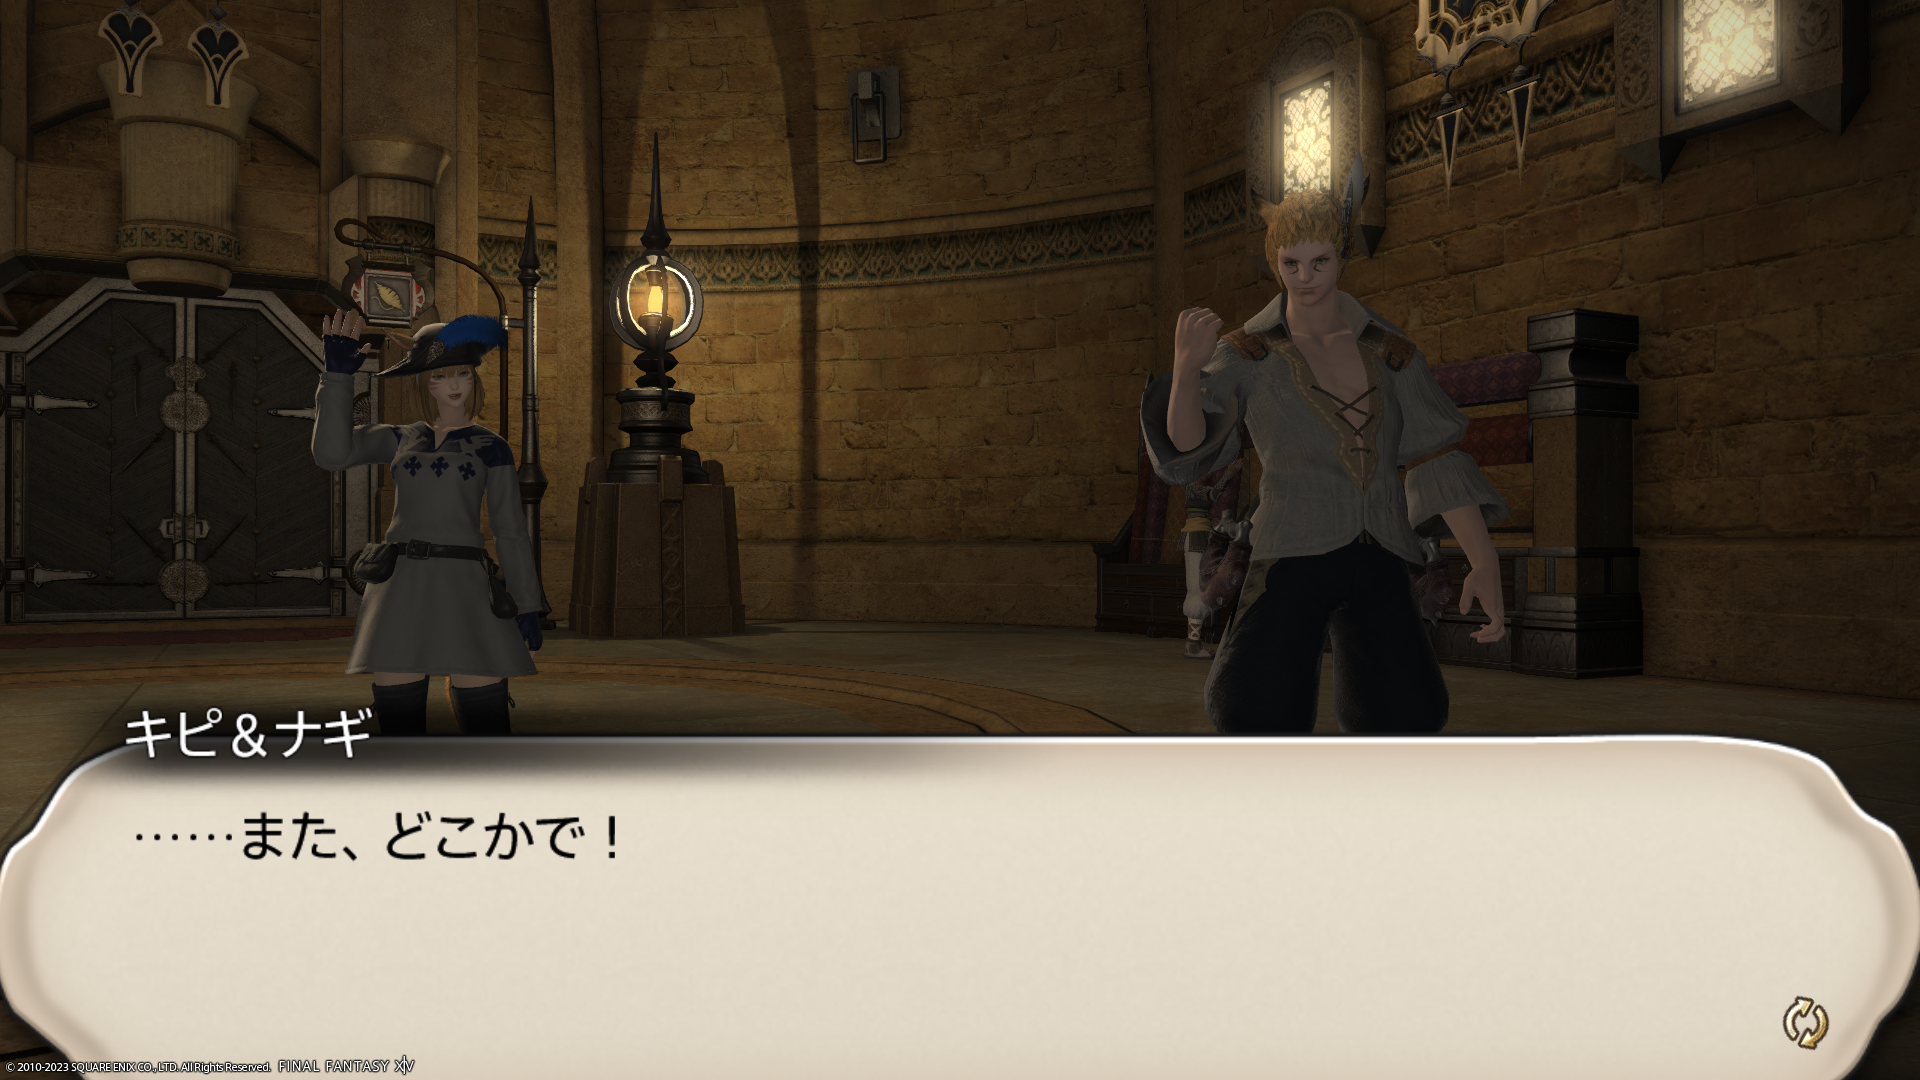 キピ＆ナギ
……また、どこかで！
© 2010-2023 SQUARE ENIX CO., LTD. All Rights Reserved. FINAL FANTASY XIV